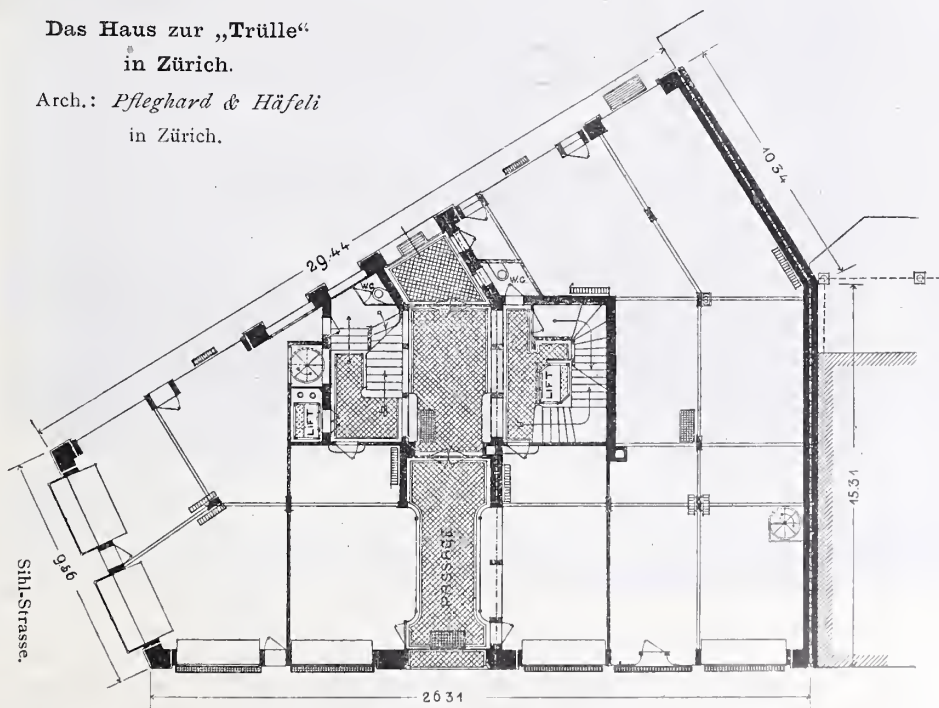 Das Haus zur „Trülle“
in Zürich.
Arch.: Pfleghard & Häfeli
in Zürich.
10 34
29.44
W.C.
W.C.
LIFT
LIFT
15.31
PASSAGE
9 56
Sihl-Strasse.
26 31